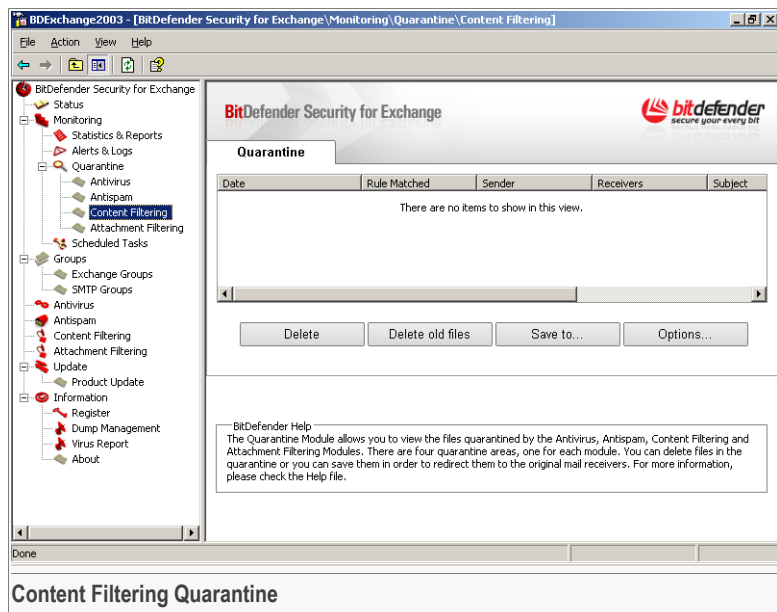 BDExchange2003 - [BitDefender Security for Exchange\Monitoring\Quarantine\Content Filtering]
File Action View Help
BitDefender Security for Exchange
Status
Monitoring
Statistics & Reports
Alerts & Logs
Quarantine
Antivirus
Antispam
Content Filtering
Attachment Filtering
Scheduled Tasks
Groups
Exchange Groups
SMTP Groups
Antivirus
Antispam
Content Filtering
Attachment Filtering
Update
Product Update
Information
Register
Dump Management
Virus Report
About
BitDefender Security for Exchange
bitdefender
secure your every bit
Quarantine
Date Rule Matched Sender Receivers Subject
There are no items to show in this view.
Delete Delete old files Save to... Options...
BitDefender Help
The Quarantine Module allows you to view the files quarantined by the Antivirus, Antispam, Content Filtering and
Attachment Filtering Modules. There are four quarantine areas, one for each module. You can delete files in the
quarantine or you can save them in order to redirect them to the original mail receivers. For more information,
please check the Help file.
Done
Content Filtering Quarantine